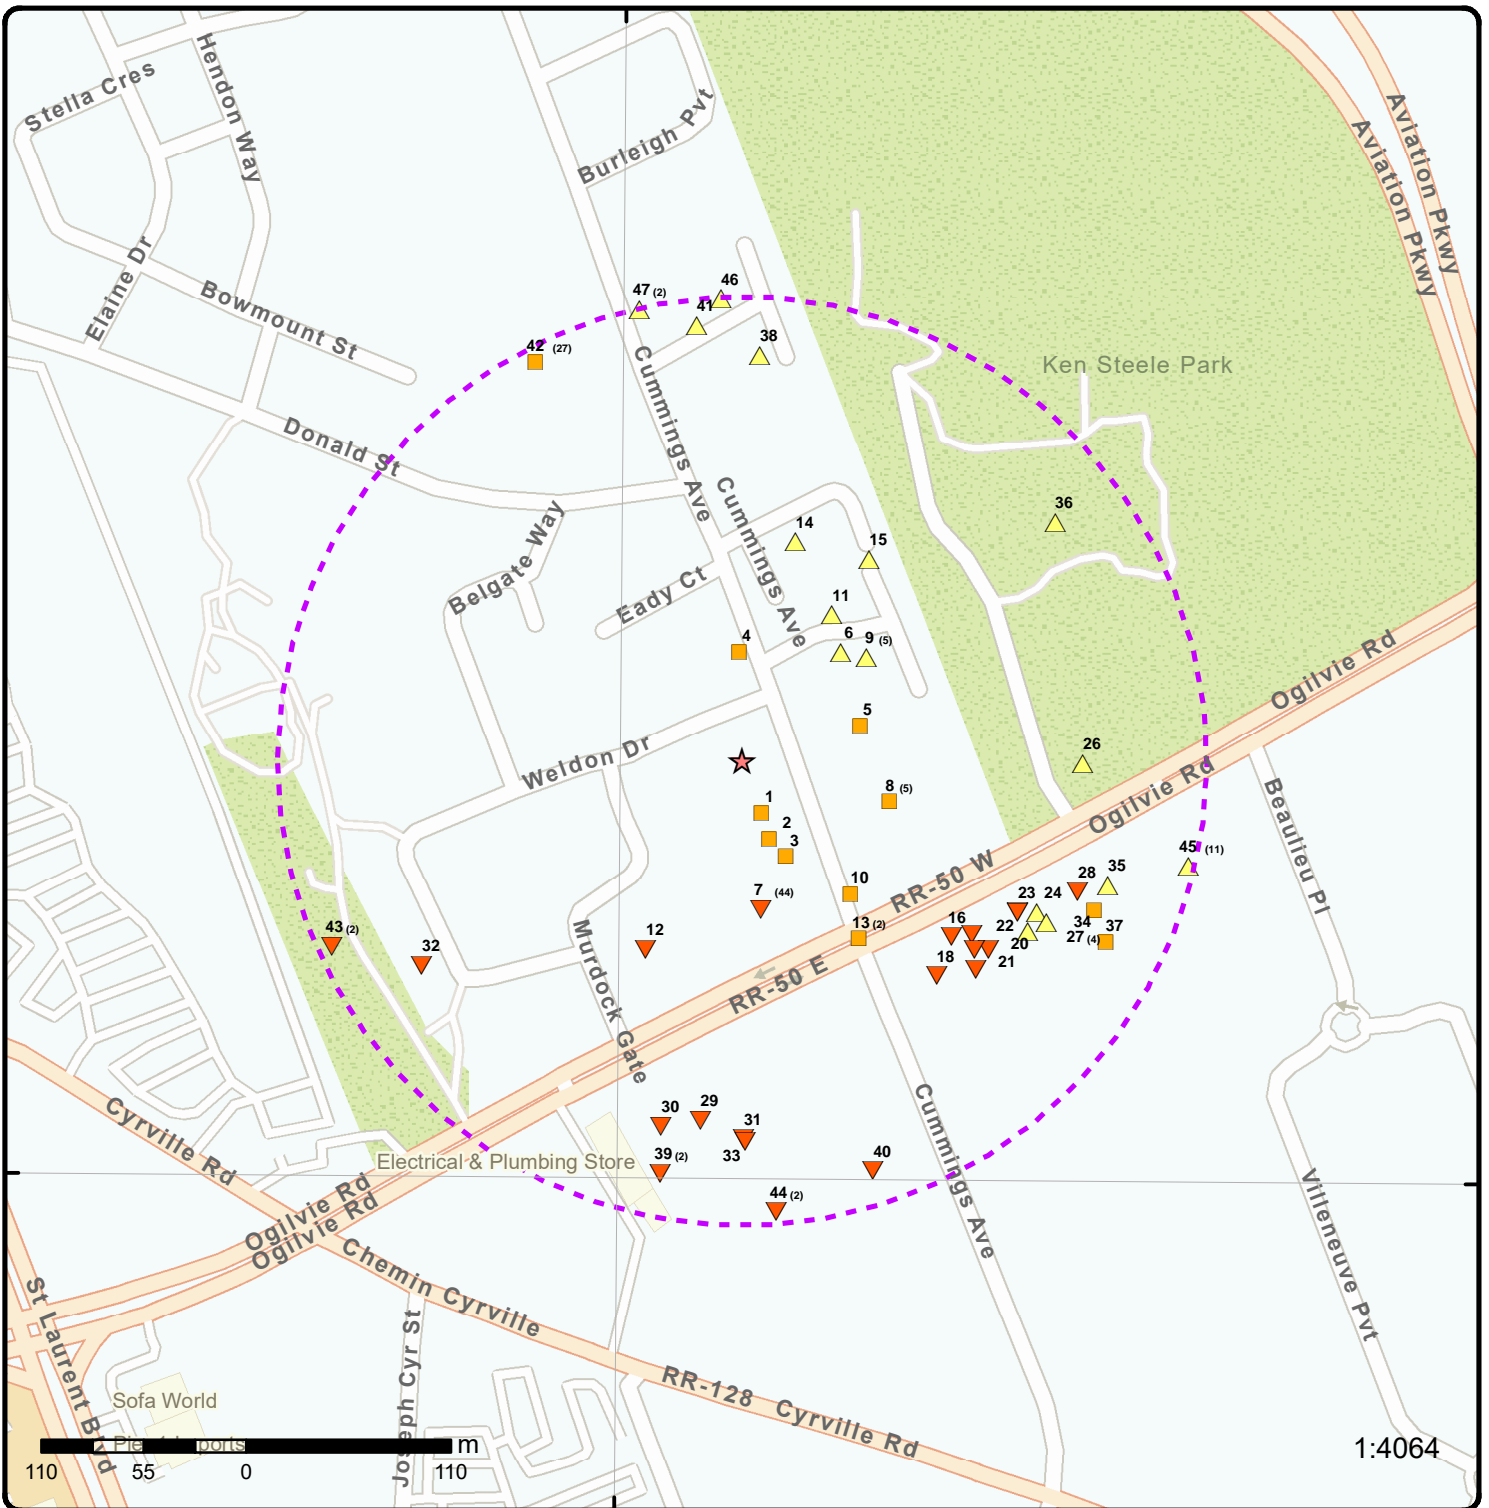 Hendon Way
Stella Cres
Burleigh Pvt
Aviation Pkwy
Aviation Pkwy
Elaine Dr
Bowmount St
46
47 (2)
41
38
42 (27)
Ken Steele Park
Cummings Ave
Donald St
Cummings Ave
Belgate Way
36
14
15
Eady Ct
11
4
6
9 (5)
Ogilvie Rd
5
Weldon Dr
26
Ogilvie Rd
8 (5)
1
2
3
Beaulieu Pl
45 (11)
RR-50 W
35
28
10
7 (44)
23
24
34
37
13 (2)
16
22
20
27 (4)
12
43 (2)
32
18
21
Murdock Gate
RR-50 E
Cyrville Rd
30
29
31
33
Cummings Ave
Electrical & Plumbing Store
39 (2)
40
44 (2)
Ogilvie Rd
Ogilvie Rd
Villeneuve Pvt
Chemin Cyrville
St Laurent Blvd
Joseph Cyr St
RR-128 Cyrville Rd
Sofa World
m
1:4064
110 55 0 110